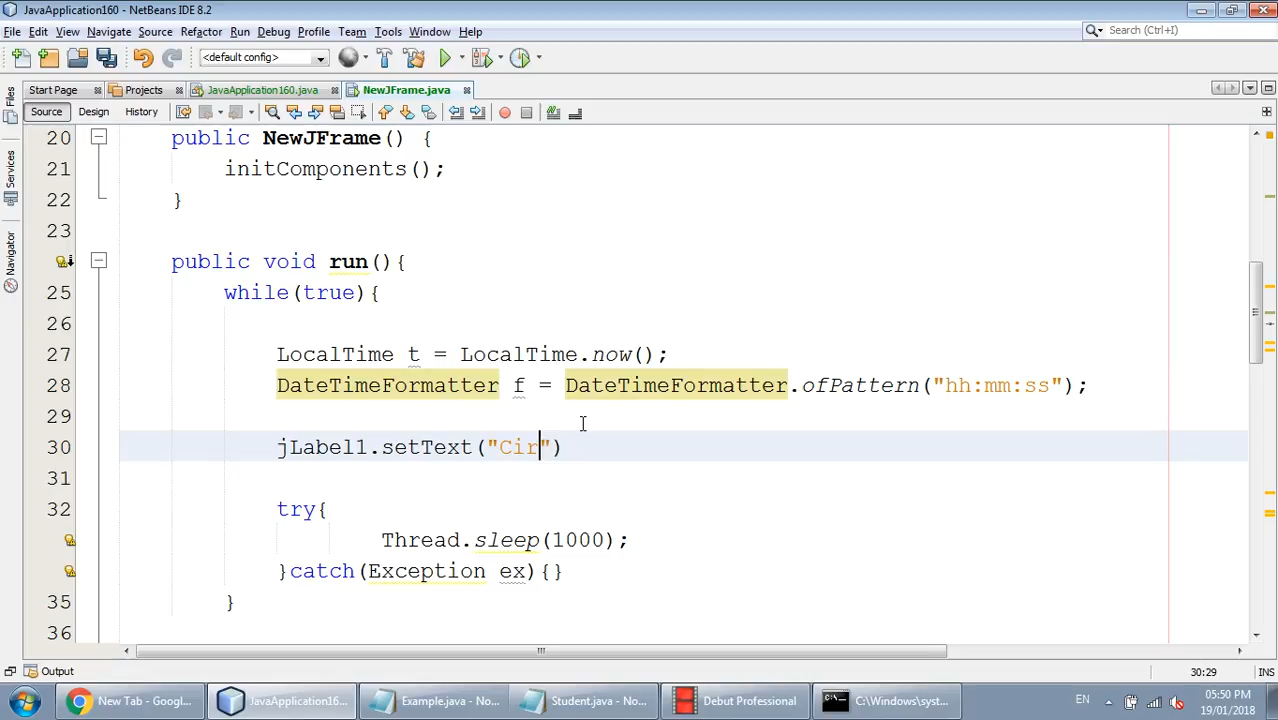 JavaApplication160 - NetBeans IDE 8.2
File Edit View Navigate Source Refactor Run Debug Profile Team Tools Window Help
Search (Ctrl+I)
<default config>
Start Page Projects JavaApplication160.java NewJFrame.java
Source Design History
Files
Services
Navigator
20 public NewJFrame() {
21 initComponents();
22 }
23
public void run(){
25 while(true){
26
27 LocalTime t = LocalTime.now();
28 DateTimeFormatter f = DateTimeFormatter.ofPattern("hh:mm:ss");
29
30 jLabel1.setText("Cir")
31
32 try{
Thread.sleep(1000);
}catch(Exception ex){}
35 }
36
Output
30:29 INS
New Tab - Googl... JavaApplication160... Example.java - No... Student.java - No... Debut Professional C:\Windows\syst... EN 05:50 PM
19/01/2018